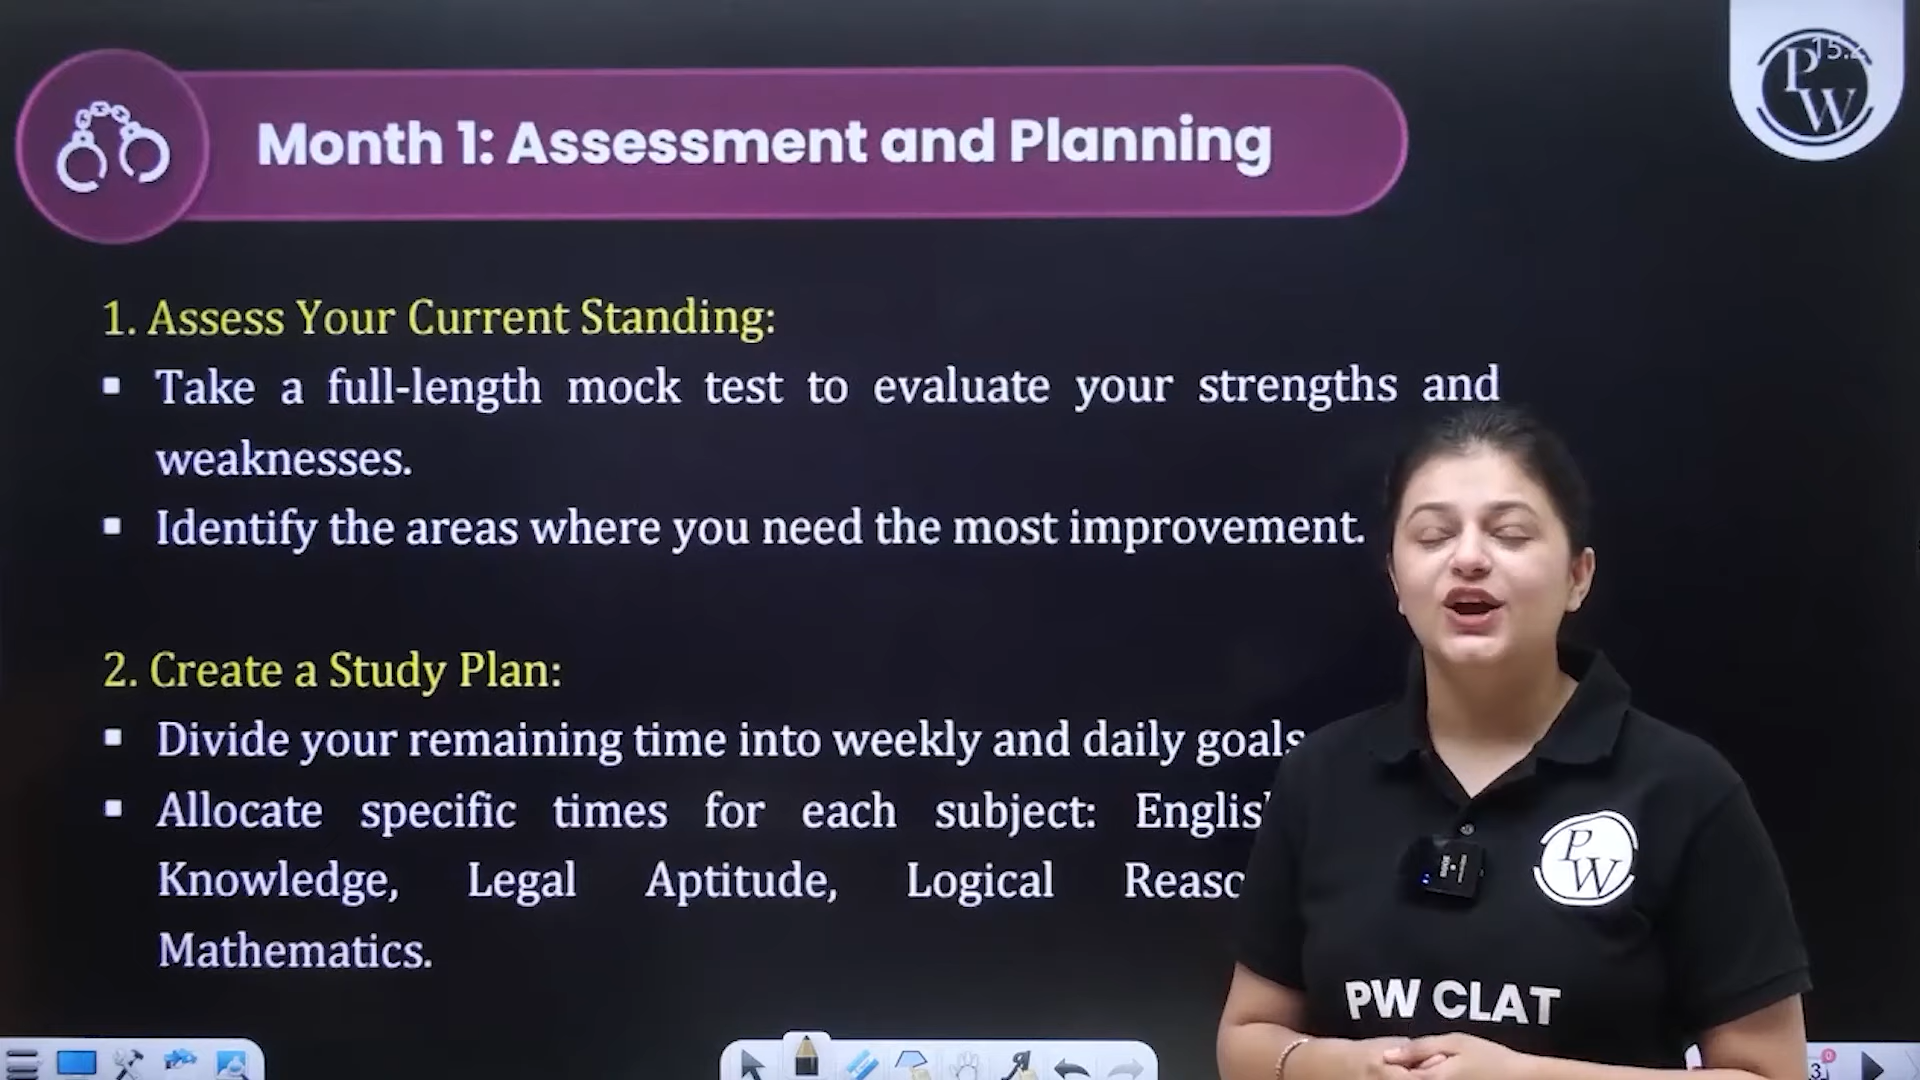 Month 1: Assessment and Planning
PW
1. Assess Your Current Standing:
▪ Take a full-length mock test to evaluate your strengths and
weaknesses.
▪ Identify the areas where you need the most improvement.
2. Create a Study Plan:
▪ Divide your remaining time into weekly and daily goals
▪ Allocate specific times for each subject:
Knowledge, Legal Aptitude, Logical
Mathematics.
PW
PW CLAT